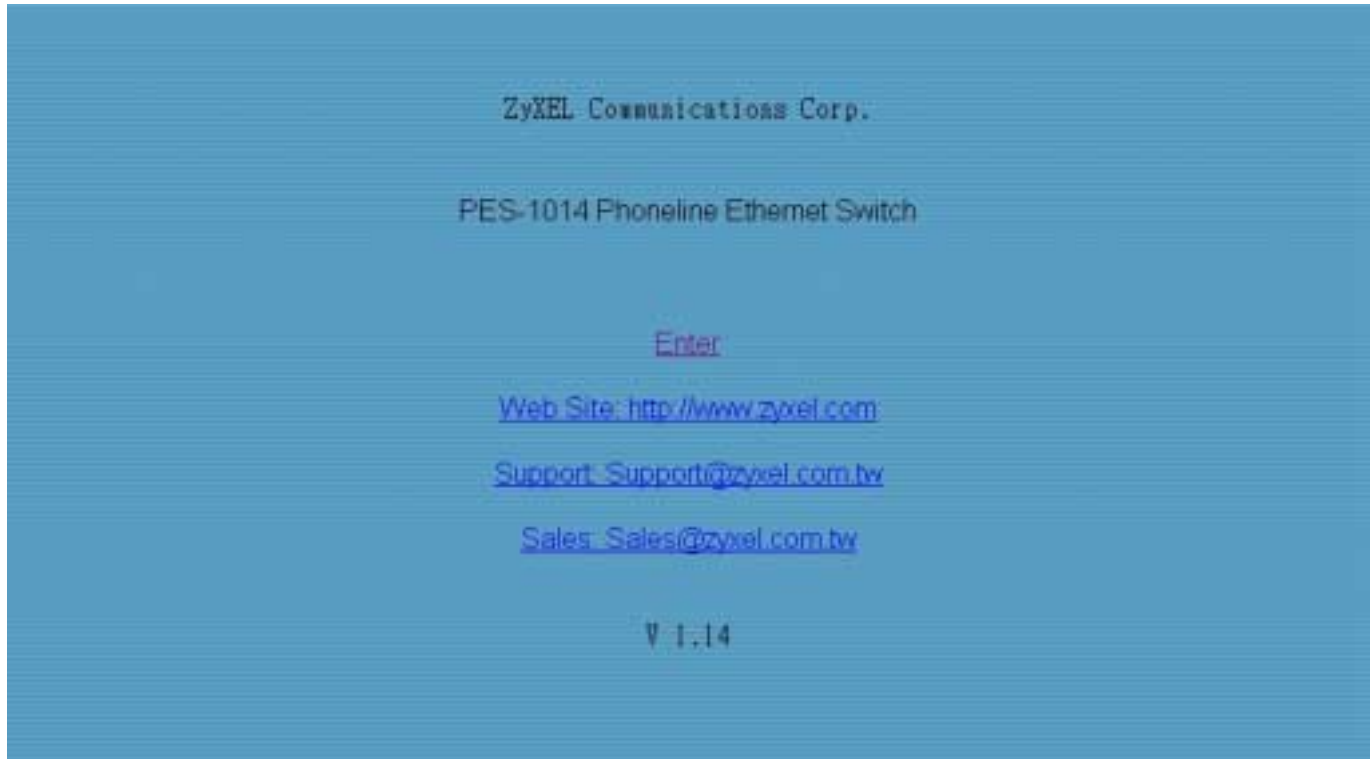 ZyXEL Communications Corp.
PES-1014 Phoneline Ethernet Switch
Enter
Web Site: http://www.zyxel.com
Support: Support@zyxel.com.tw
Sales: Sales@zyxel.com.tw
V 1.14